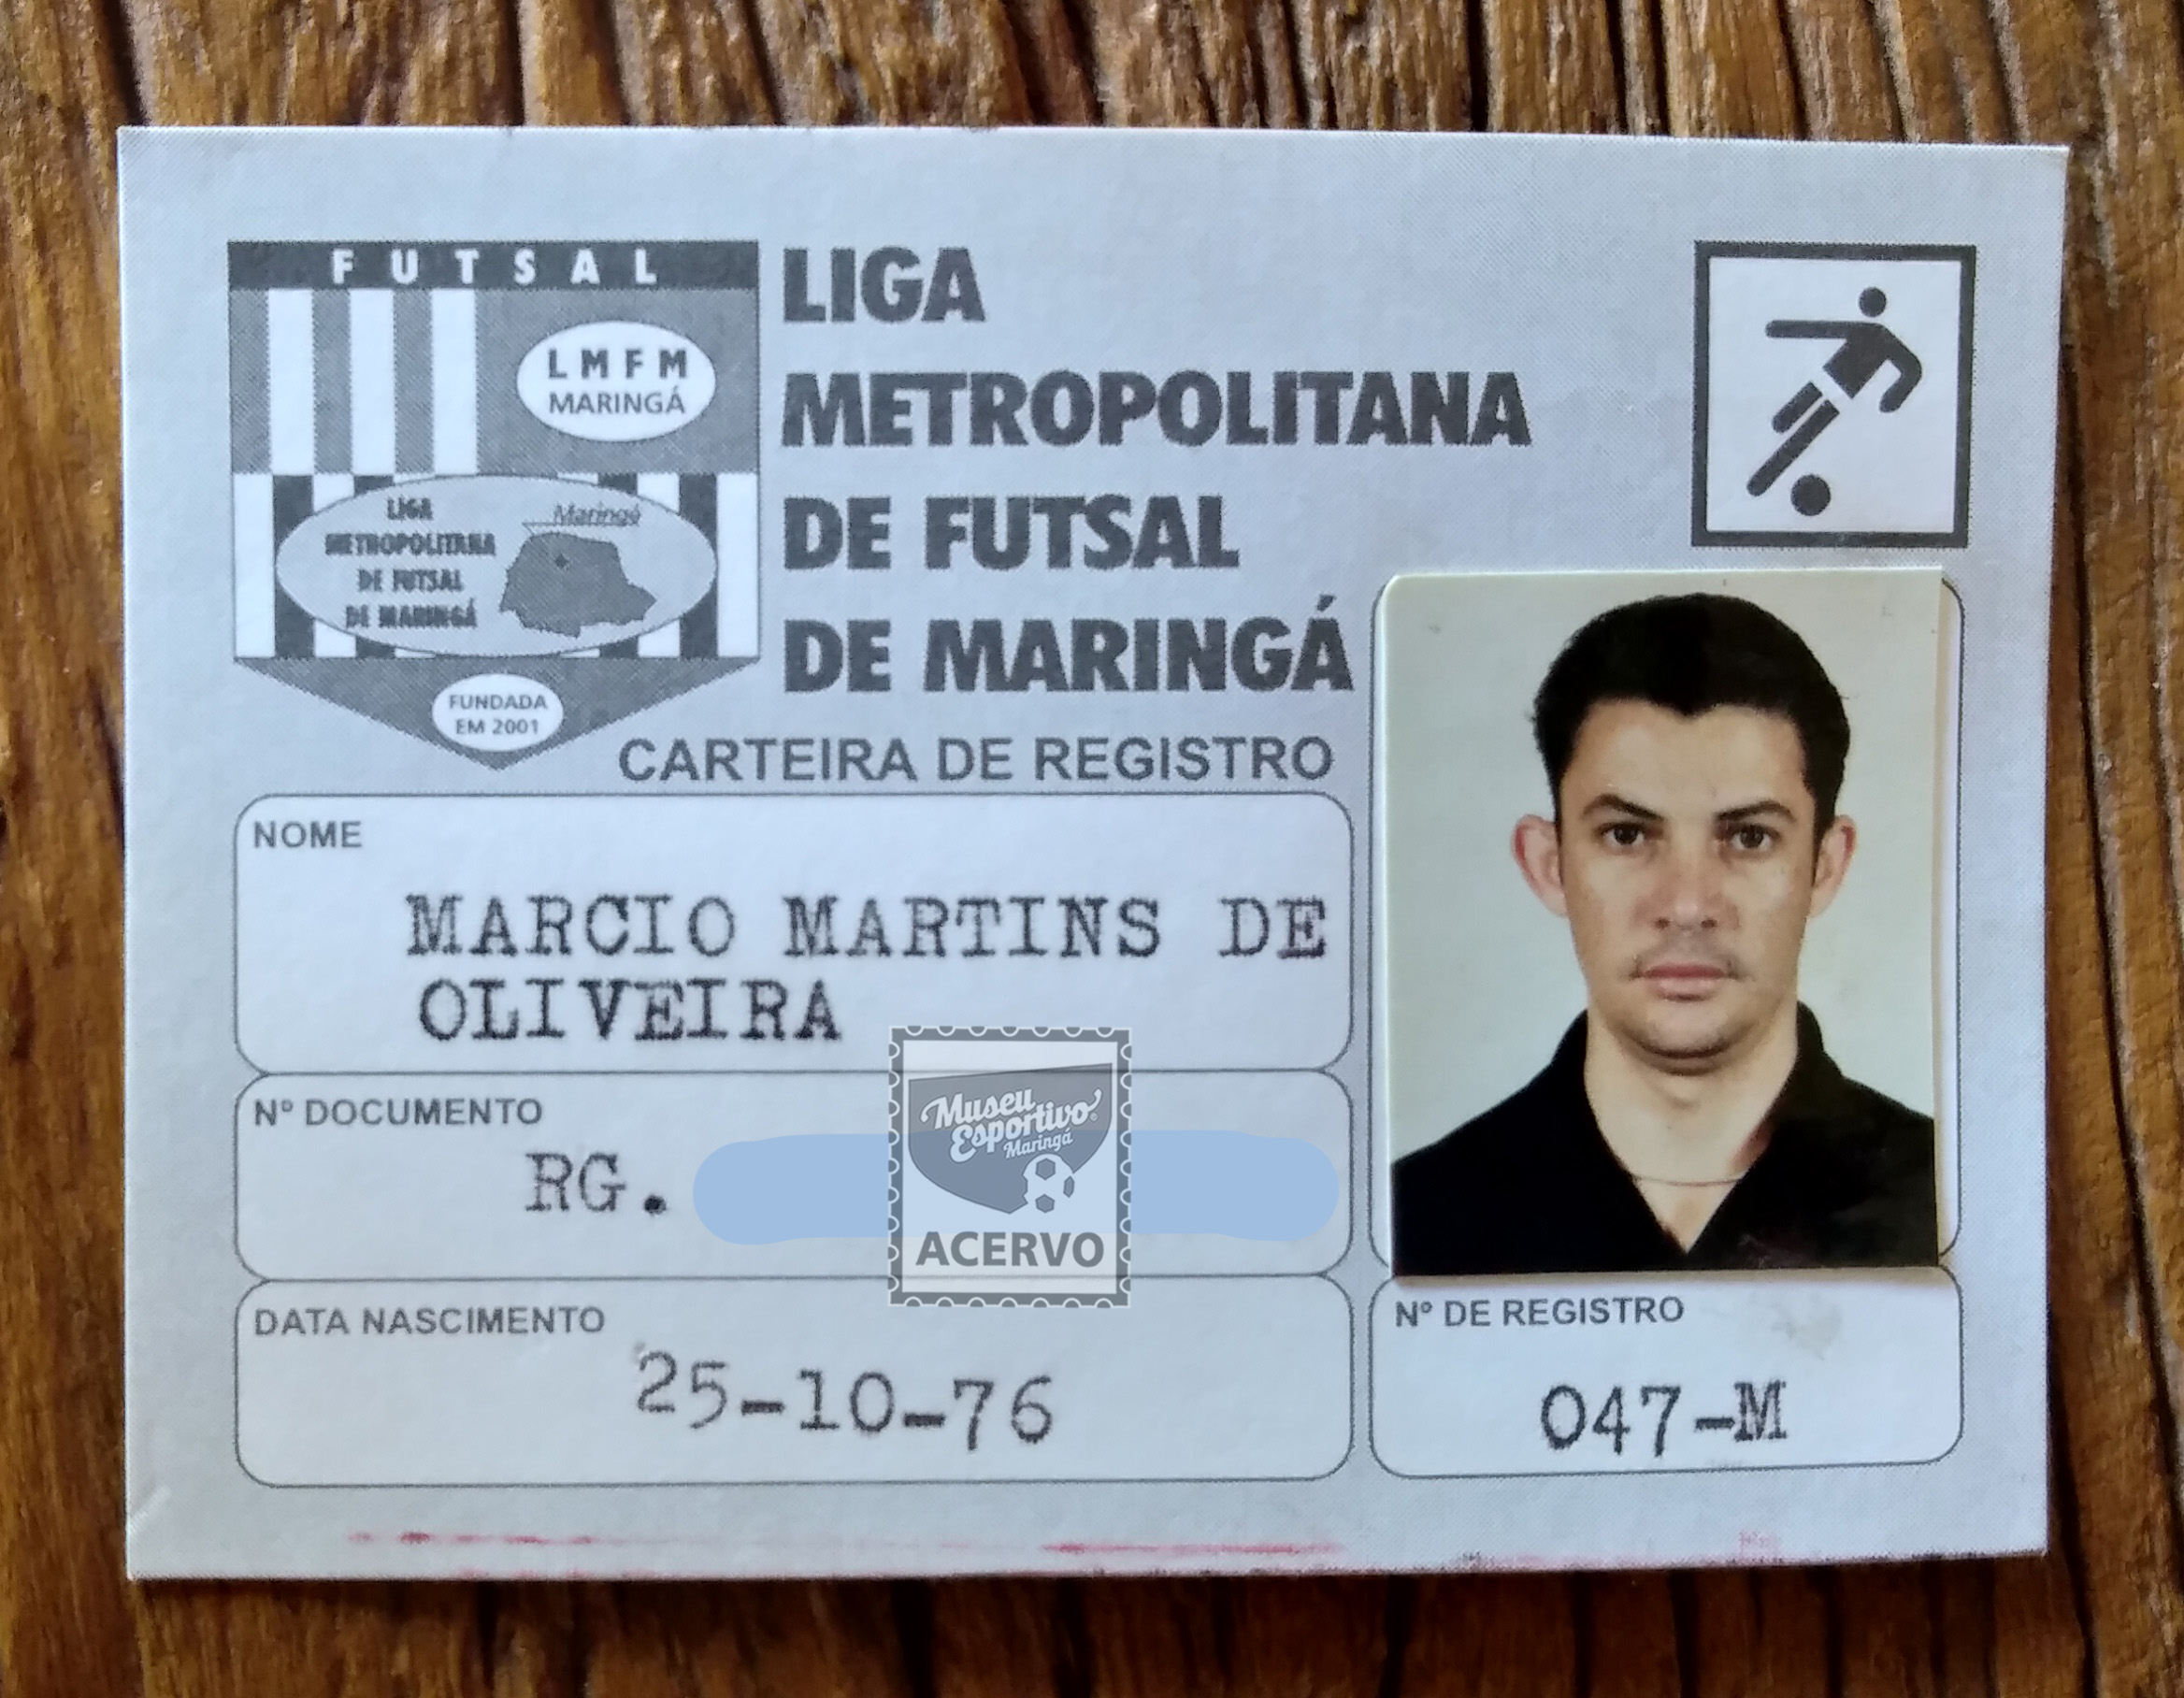 FUTSAL
LMFM
MARINGÁ
LIGA
METROPOLITANA
DE FUTSAL
DE MARINGÁ
Maringá
FUNDADA
EM 2001
LIGA
METROPOLITANA
DE FUTSAL
DE MARINGÁ
CARTEIRA DE REGISTRO
NOME
MARCIO MARTINS DE
OLIVEIRA
Nº DOCUMENTO
RG.
Museu
Esportivo
Maringá
ACERVO
DATA NASCIMENTO
25-10-76
Nº DE REGISTRO
047-M